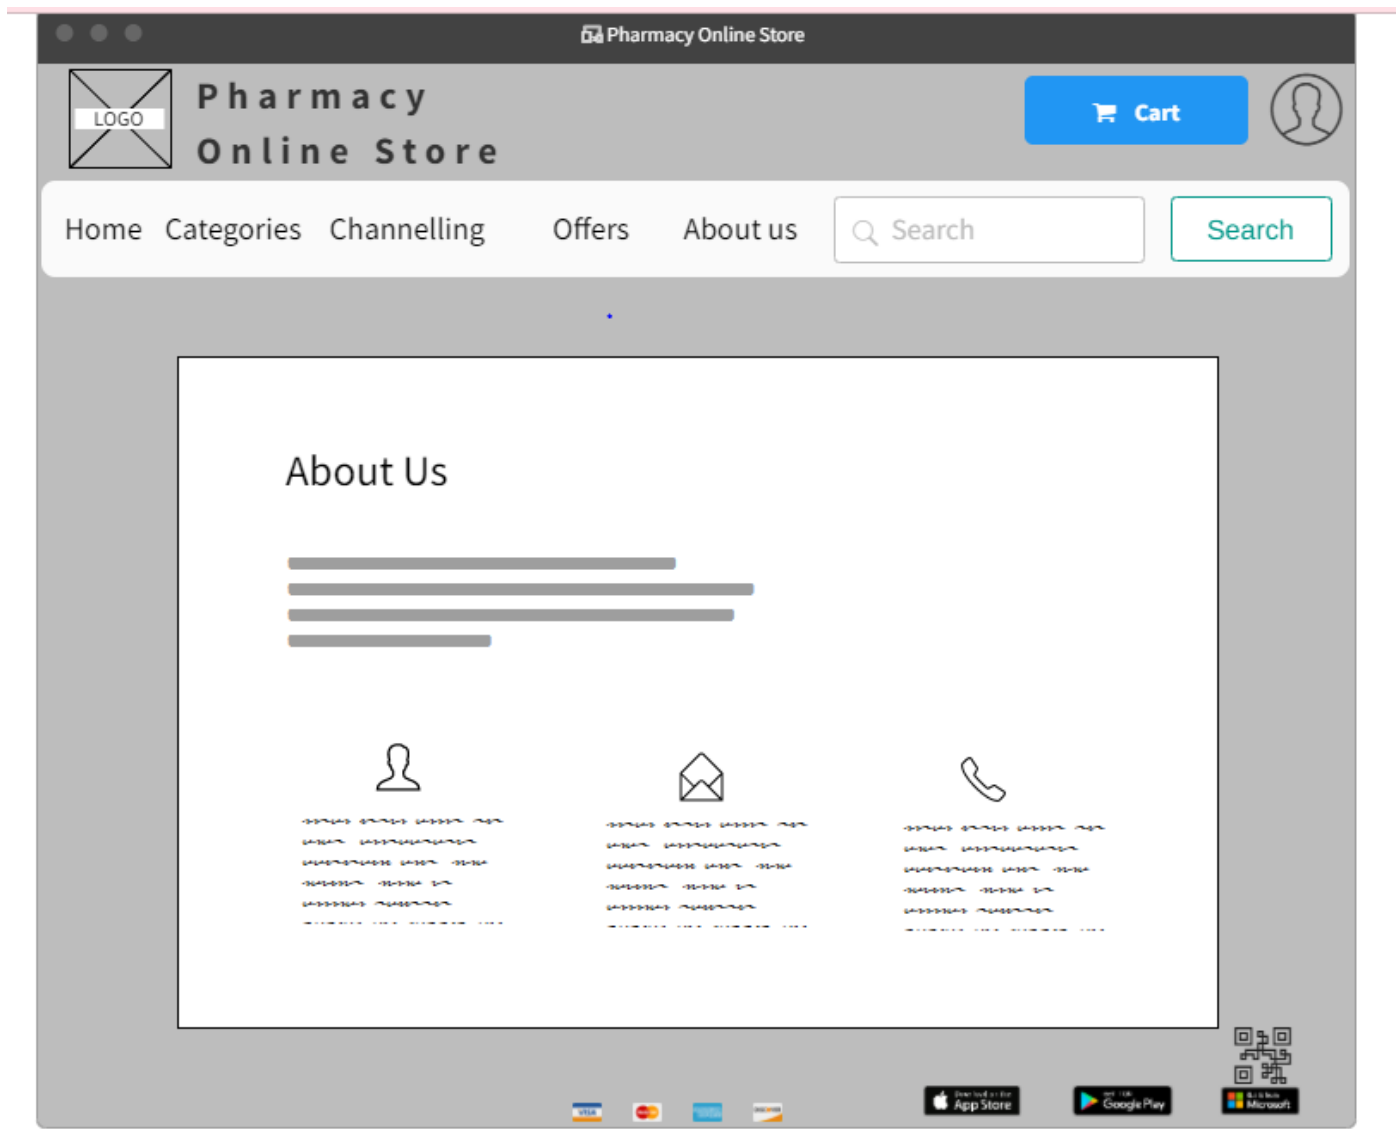 Pharmacy Online Store
LOGO
Pharmacy
Online Store
Cart
Home Categories Channelling Offers About us Search Search
About Us
VISA
App Store
Google Play
Microsoft